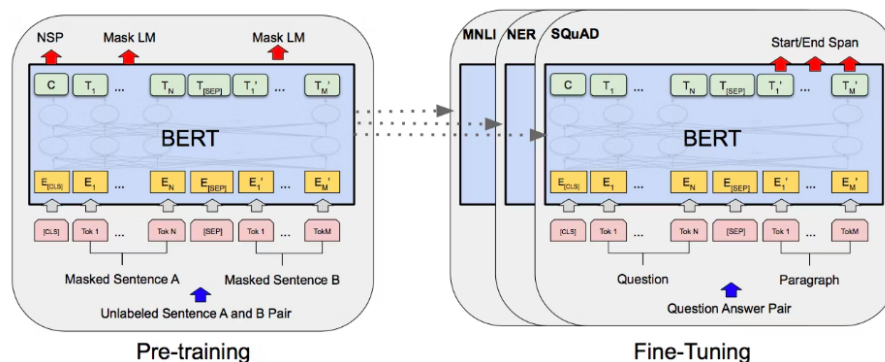 NSP Mask LM Mask LM
C T1 ... TN T[SEP] T1' ... TM'
BERT
E[CLS] E1 ... EN E[SEP] E1' ... EM'
[CLS] Tok 1 ... Tok N [SEP] Tok 1 ... TokM
Masked Sentence A Masked Sentence B
Unlabeled Sentence A and B Pair
Pre-training
MNLI NER SQuAD
Start/End Span
C T1 ... TN T[SEP] T1' ... TM'
BERT
E[CLS] E1 ... EN E[SEP] E1' ... EM'
[CLS] Tok 1 ... Tok N [SEP] Tok 1 ... TokM
Question Paragraph
Question Answer Pair
Fine-Tuning